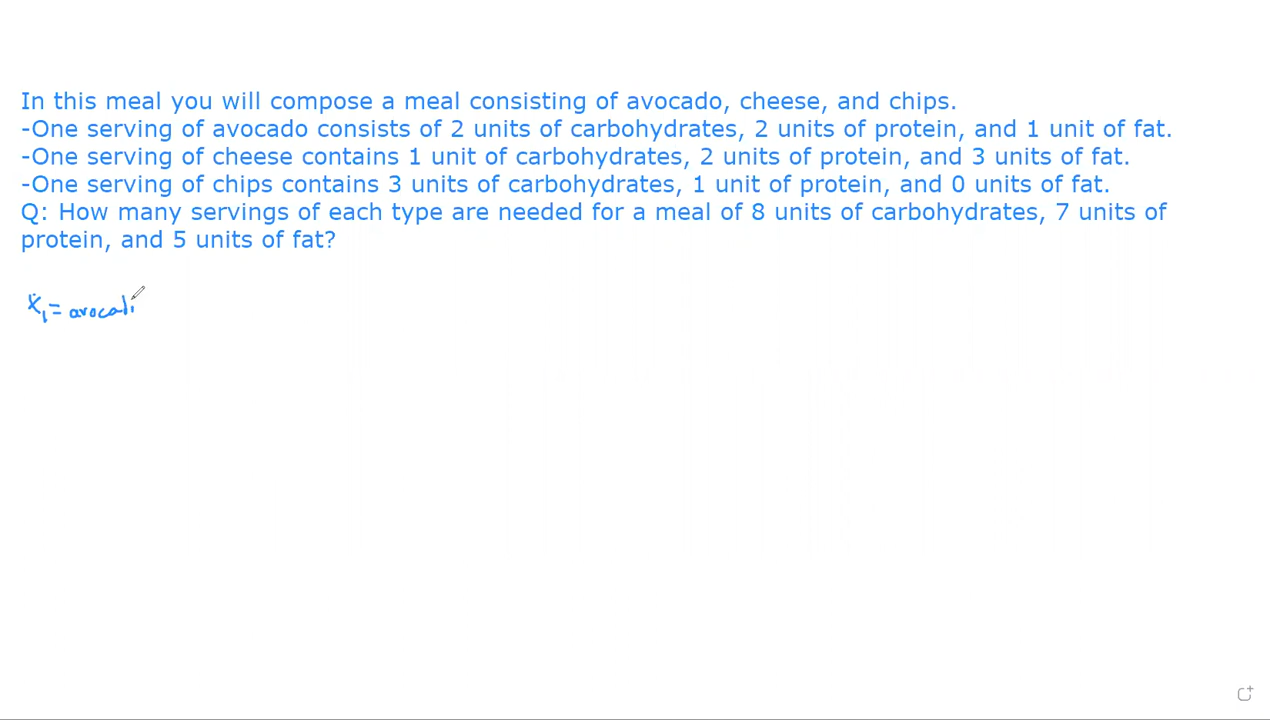 In this meal you will compose a meal consisting of avocado, cheese, and chips.
-One serving of avocado consists of 2 units of carbohydrates, 2 units of protein, and 1 unit of fat.
-One serving of cheese contains 1 unit of carbohydrates, 2 units of protein, and 3 units of fat.
-One serving of chips contains 3 units of carbohydrates, 1 unit of protein, and 0 units of fat.
Q: How many servings of each type are needed for a meal of 8 units of carbohydrates, 7 units of
protein, and 5 units of fat?
x₁ =